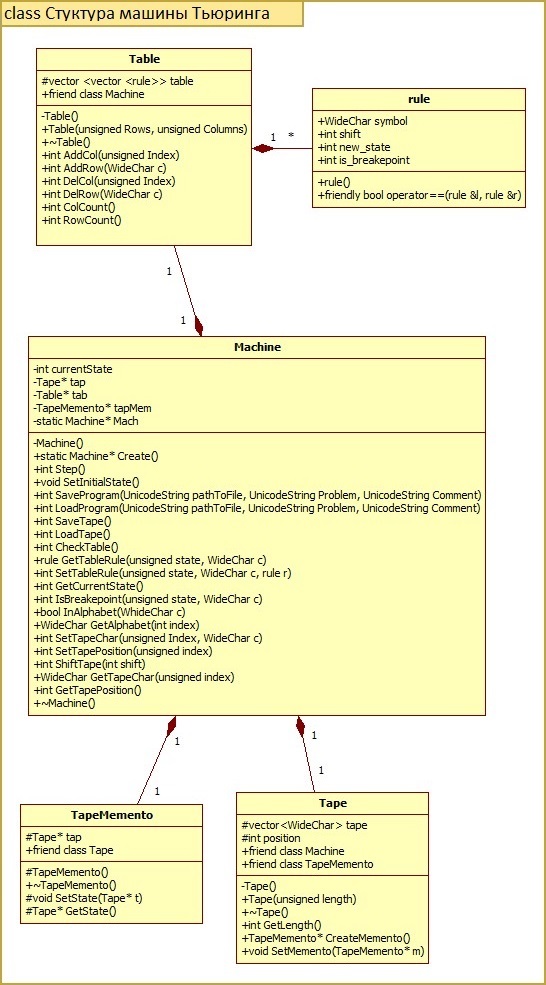 class Стуктура машины Тьюринга
Table
#vector <vector <rule>> table
+friend class Machine
-Table()
+Table(unsigned Rows, unsigned Columns)
+~Table()
+int AddCol(unsigned Index)
+int AddRow(WideChar c)
+int DelCol(unsigned Index)
+int DelRow(WideChar c)
+int ColCount()
+int RowCount()
1 *
rule
+WideChar symbol
+int shift
+int new_state
+int is_breakepoint
+rule()
+friendly bool operator==(rule &l, rule &r)
1
1
Machine
-int currentState
-Tape* tap
-Table* tab
-TapeMemento* tapMem
-static Machine* Mach
-Machine()
+static Machine* Create()
+int Step()
+void SetInitialState()
+int SaveProgram(UnicodeString pathToFile, UnicodeString Problem, UnicodeString Comment)
+int LoadProgram(UnicodeString pathToFile, UnicodeString Problem, UnicodeString Comment)
+int SaveTape()
+int LoadTape()
+int CheckTable()
+rule GetTableRule(unsigned state, WideChar c)
+int SetTableRule(unsigned state, WideChar c, rule r)
+int GetCurrentState()
+int IsBreakepoint(unsigned state, WideChar c)
+bool InAlphabet(WhideChar c)
+WideChar GetAlphabet(int index)
+int SetTapeChar(unsigned Index, WideChar c)
+int SetTapePosition(unsigned index)
+int ShiftTape(int shift)
+WideChar GetTapeChar(unsigned index)
+int GetTapePosition()
+~Machine()
1
1
TapeMemento
#Tape* tap
+friend class Tape
#TapeMemento()
+~TapeMemento()
#void SetState(Tape* t)
#Tape* GetState()
1
1
Tape
#vector<WideChar> tape
#int position
+friend class Machine
+friend class TapeMemento
-Tape()
+Tape(unsigned length)
+~Tape()
+int GetLength()
+TapeMemento* CreateMemento()
+void SetMemento(TapeMemento* m)